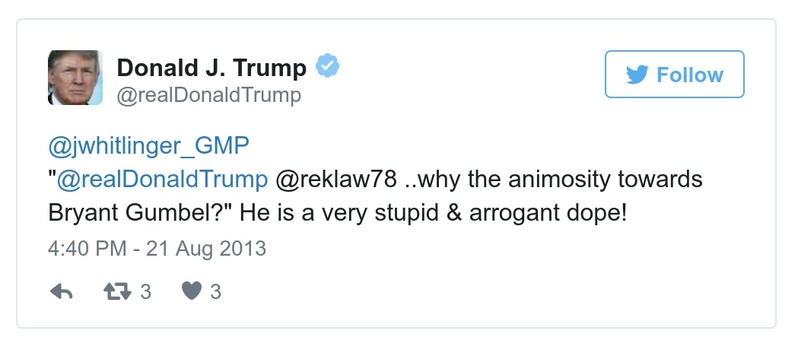 Donald J. Trump
@realDonaldTrump
Follow
@jwhitlinger_GMP
"@realDonaldTrump @reklaw78 ..why the animosity towards
Bryant Gumbel?" He is a very stupid & arrogant dope!
4:40 PM - 21 Aug 2013
3 3